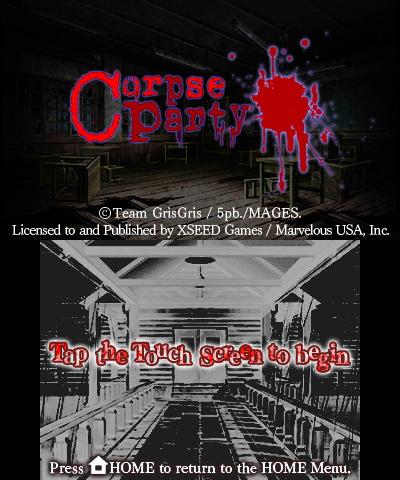 Corpse
Party
©Team GrisGris / 5pb./MAGES.
Licensed to and Published by XSEED Games / Marvelous USA, Inc.
Tap the Touch Screen to begin
Press HOME to return to the HOME Menu.